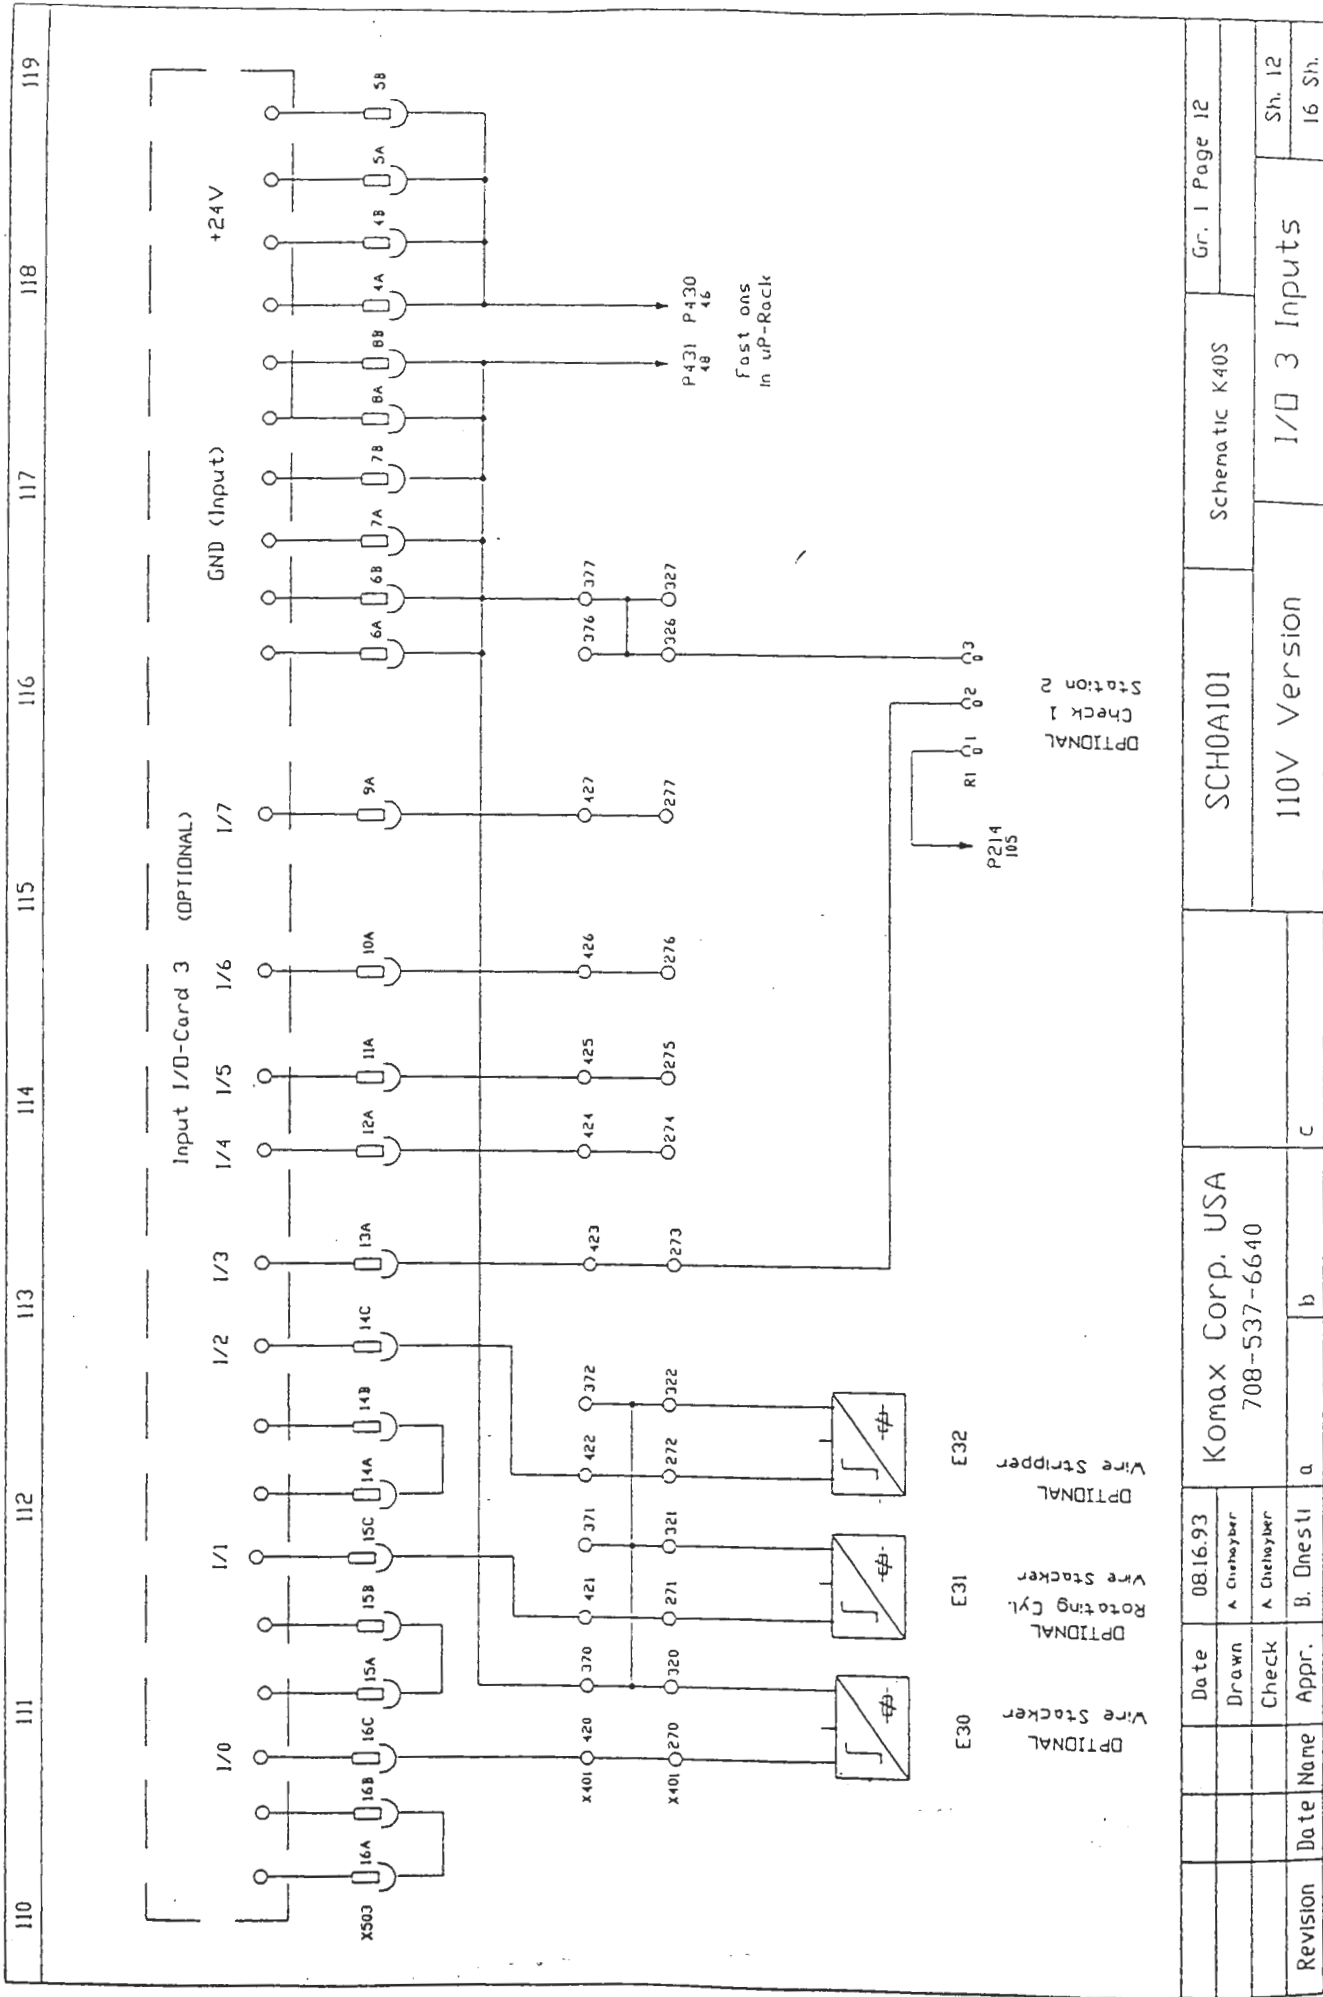 110 111 112 113 114 115 116 117 118 119
Input I/O-Card 3 (OPTIONAL)
I/0 I/1 I/2 I/3 I/4 I/5 I/6 I/7 GND (Input) +24V
X503 16A 16B 16C 15A 15B 15C 14A 14B 14C 13A 12A 11A 10A 9A 6A 6B 7A 7B 8A 8B 4A 4B 5A 5B
X401 420 370 421 371 422 372 423 424 425 426 427 376 377
X401 270 320 271 321 272 322 273 274 275 276 277 326 327
P431 P430
48 46
Fast ons
in uP-Rack
P214
105
R1 1 2 3
E30 E31 E32
OPTIONAL
Wire Stacker
OPTIONAL
Rotating Cyl.
Wire Stacker
OPTIONAL
Wire Stripper
OPTIONAL
Check 1
Station 2
Date 08.16.93
Drawn A Chehayber
Check A Chehayber
Revision Date Name Appr. B. Onesti
Komax Corp. USA
708-537-6640
a b c
SCHOA101
Schematic K40S
Gr. 1 Page 12
110V Version
I/O 3 Inputs
Sh. 12
16 Sh.